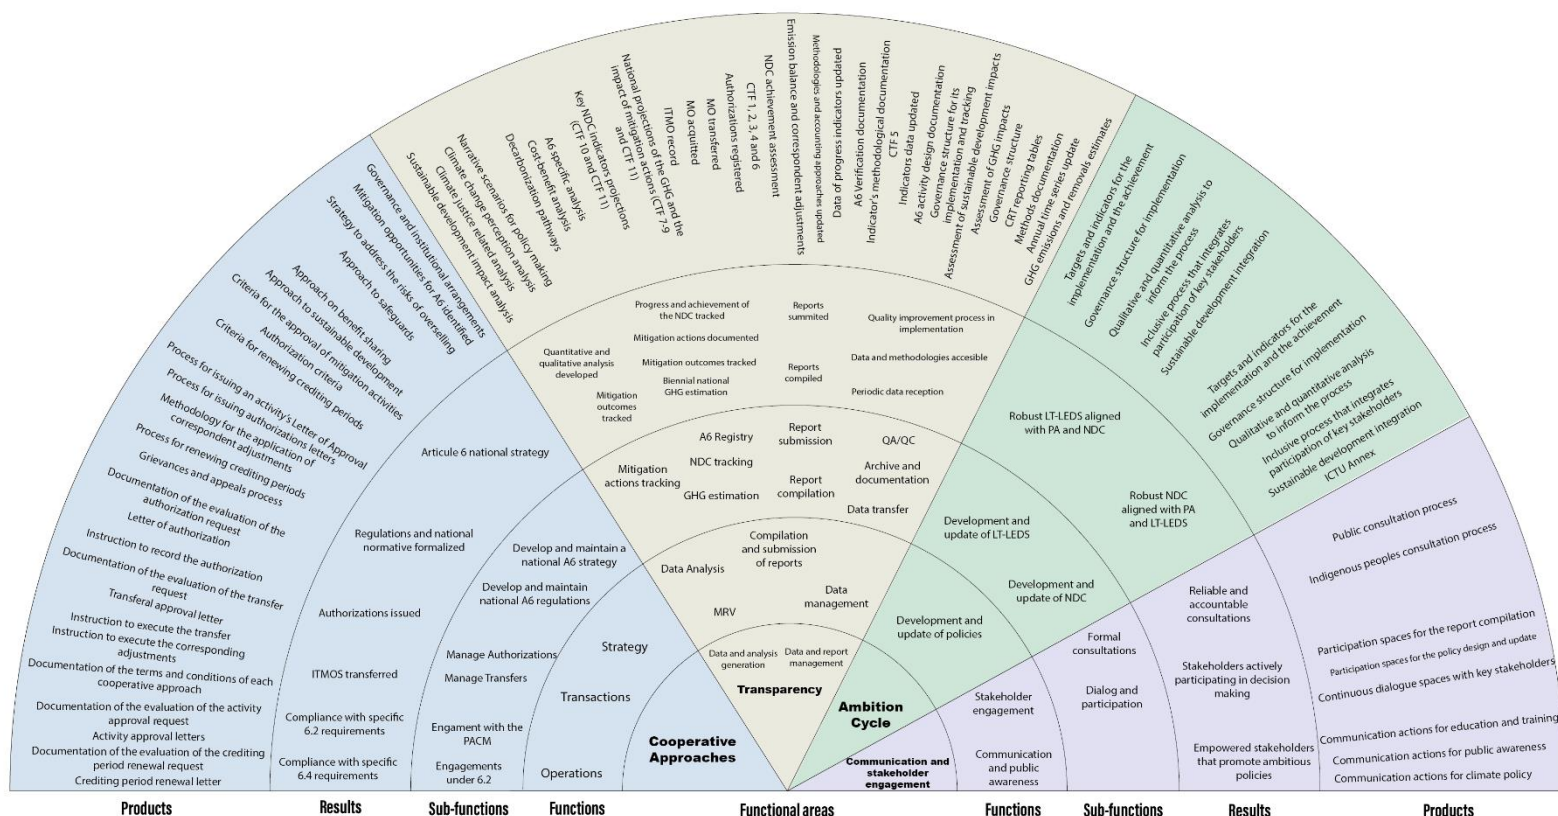 Governance and institutional arrangements
Mitigation opportunities for A6 identified
Strategy to address the risks of overselling
Approach to safeguards
Approach on benefit sharing
Approach to sustainable development
Criteria for the approval of mitigation activities
Authorization criteria
Criteria for renewing crediting periods
Process for issuing an activity's Letter of Approval
Process for issuing authorizations letters
Methodology for the application of
correspondent adjustments
Process for renewing crediting periods
Grievances and appeals process
Documentation of the evaluation of the
authorization request
Letter of authorization
Instruction to record the authorization
Documentation of the evaluation of the transfer
request
Transferal approval letter
Instruction to execute the transfer
Instruction to execute the corresponding
adjustments
Documentation of the terms and conditions of each
cooperative approach
Documentation of the evaluation of the activity
approval request
Activity approval letters
Documentation of the evaluation of the crediting
period renewal request
Crediting period renewal letter
Articule 6 national strategy
Regulations and national
normative formalized
Authorizations issued
ITMOS transferred
Compliance with specific
6.2 requirements
Compliance with specific
6.4 requirements
Develop and maintain a
national A6 strategy
Develop and maintain
national A6 regulations
Manage Authorizations
Manage Transfers
Engament with the
PACM
Engagements
under 6.2
Strategy
Transactions
Operations
Cooperative
Approaches
Sustainable development impact analysis
Climate justice related analysis
Climate change perception analysis
Narrative scenarios for policy making
Decarbonization pathways
Cost-benefit analysis
A6 specific analysis
Key NDC indicators projections
(CTF 10 and CTF 11)
National projections of the GHG and the
impact of mitigation actions (CTF 7-9
and CTF 11)
ITMO record
MO acquitted
MO transferred
Authorizations registered
CTF 1, 2, 3, 4 and 6
NDC achievement assessment
Emission balance and correspondent adjustments
Methodologies and accounting approaches updated
Data pf progress indicators updated
A6 Verification documentation
Indicator's methodological documentation
CTF 5
Indicators data updated
A6 activity design documentation
Governance structure for its
implementation and tracking
Assessment of sustainable development impacts
Assessment of GHG impacts
Governance structure
CRT reporting tables
Methods documentation
Annual time series update
GHG emissions and removals estimates
Progress and achievement of
the NDC tracked
Reports
summited
Quality improvement process in
implementation
Mitigation actions documented
Quantitative and
qualitative analysis
developed
Mitigation outcomes tracked
Reports
compiled
Data and methodologies accesible
Biennial national
GHG estimation
Mitigation
outcomes
tracked
Periodic data reception
A6 Registry
Report
submission
QA/QC
Mitigation
actions tracking
NDC tracking
Archive and
documentation
GHG estimation
Report
compilation
Data transfer
Compilation
and submission
of reports
Data Analysis
Data
management
MRV
Data and analysis
generation
Data and report
management
Transparency
Targets and indicators for the
implementation and the achievement
Governance structure for implementation
Qualitative and quantitative analysis to
inform the process
Inclusive process that integrates
participation of key stakeholders
Sustainable development integration
Targets and indicators for the
implementation and the achievement
Governance structure for implementation
Qualitative and quantitative analysis
to inform the process
Inclusive process that integrates
participation of key stakeholders
Sustainable development integration
ICTU Annex
Robust LT-LEDS aligned
with PA and NDC
Robust NDC
aligned with PA
and LT-LEDS
Development and
update of LT-LEDS
Development and
update of NDC
Development and
update of policies
Ambition
Cycle
Public consultation process
Indigenous peoples consultation process
Participation spaces for the report compilation
Participation spaces for the policy design and update
Continuous dialogue spaces with key stakeholders
Communication actions for education and training
Communication actions for public awareness
Communication actions for climate policy
Reliable and
accountable
consultations
Stakeholders actively
participating in decision
making
Empowered stakeholders
that promote ambitious
policies
Formal
consultations
Dialog and
participation
Stakeholder
engagement
Communication
and public
awareness
Communication and
stakeholder
engagement
Products
Results
Sub-functions
Functions
Functional areas
Functions
Sub-functions
Results
Products